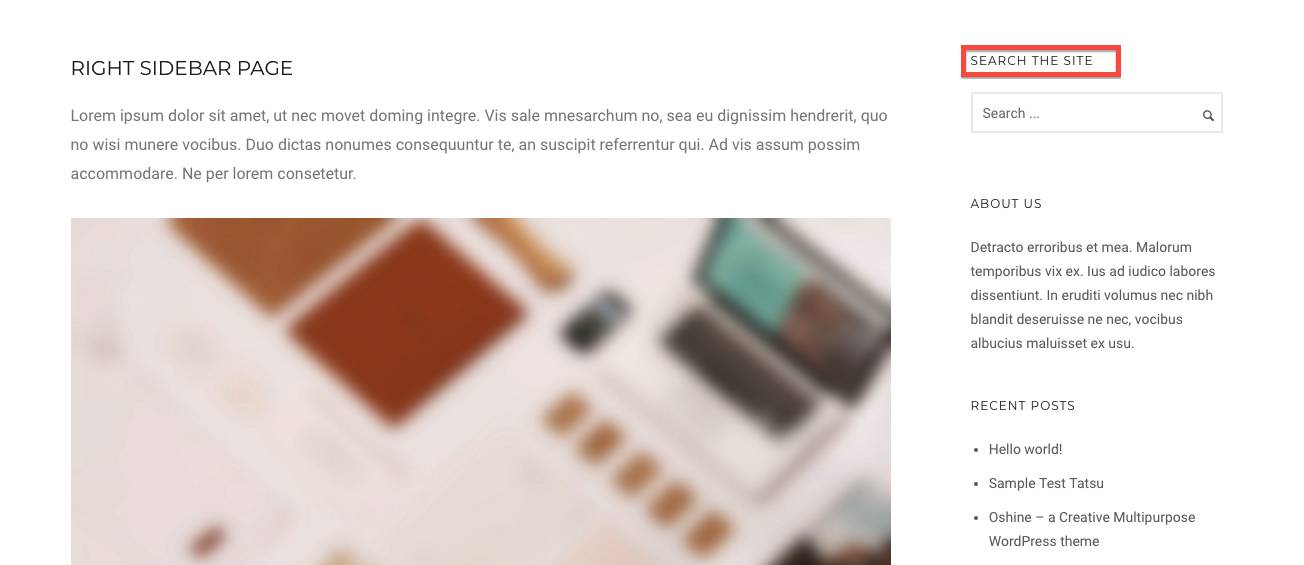 RIGHT SIDEBAR PAGE
Lorem ipsum dolor sit amet, ut nec movet doming integre. Vis sale mnesarchum no, sea eu dignissim hendrerit, quo
no wisi munere vocibus. Duo dictas nonumes consequuntur te, an suscipit referrentur qui. Ad vis assum possim
accommodare. Ne per lorem consetetur.
SEARCH THE SITE
Search ...
ABOUT US
Detracto erroribus et mea. Malorum
temporibus vix ex. Ius ad iudico labores
dissentiunt. In eruditi volumus nec nibh
blandit deseruisse ne nec, vocibus
albucius maluisset ex usu.
RECENT POSTS
Hello world!
Sample Test Tatsu
Oshine – a Creative Multipurpose
WordPress theme